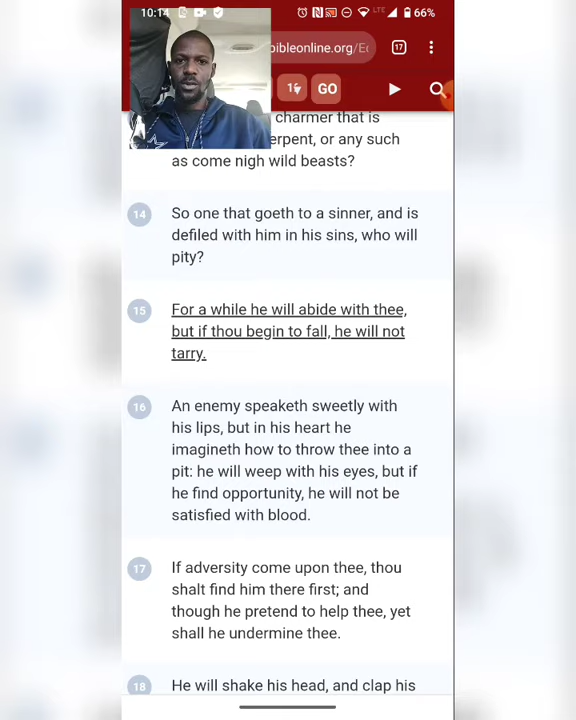 10:14
LTE
66%
bibleonline.org/Ec
17
GO
charmer that is
erpent, or any such
as come nigh wild beasts?
14
So one that goeth to a sinner, and is
defiled with him in his sins, who will
pity?
15
For a while he will abide with thee,
but if thou begin to fall, he will not
tarry.
16
An enemy speaketh sweetly with
his lips, but in his heart he
imagineth how to throw thee into a
pit: he will weep with his eyes, but if
he find opportunity, he will not be
satisfied with blood.
17
If adversity come upon thee, thou
shalt find him there first; and
though he pretend to help thee, yet
shall he undermine thee.
18
He will shake his head, and clap his